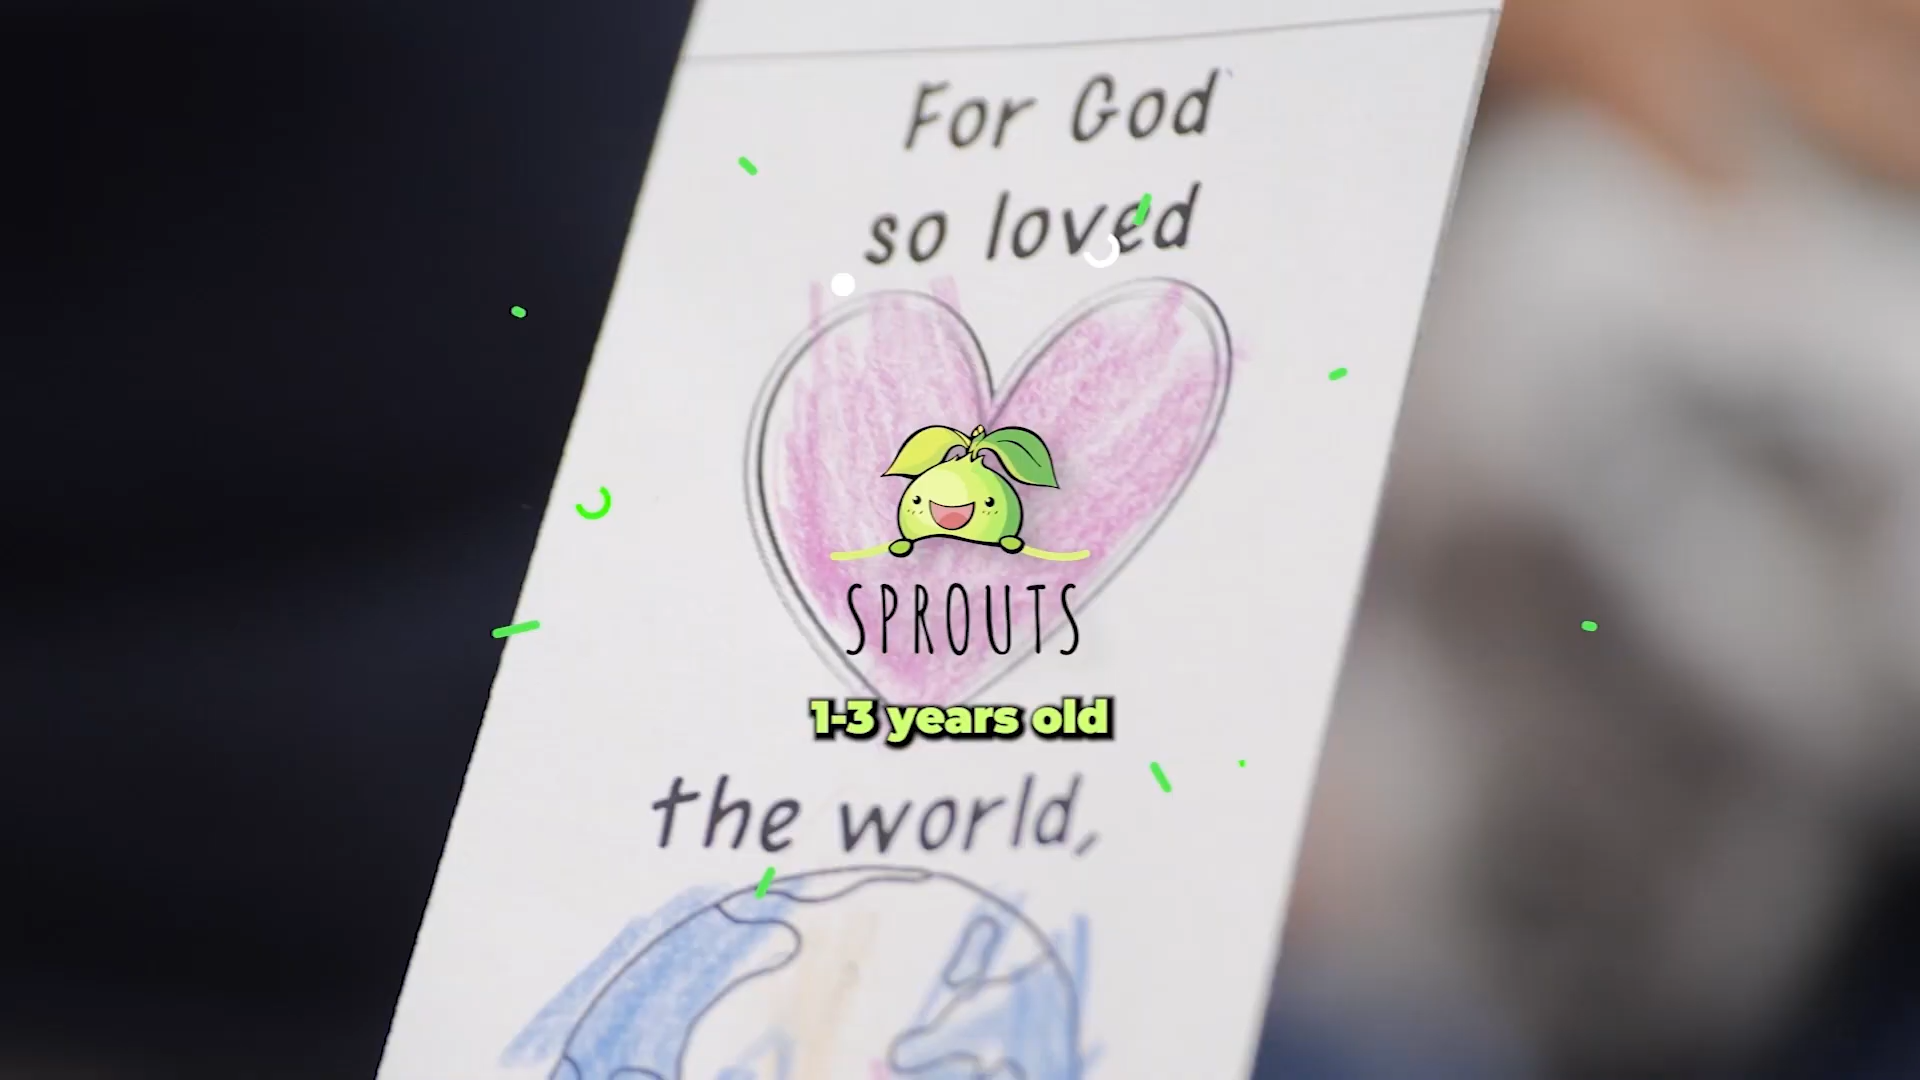 For God
so loved
SPROUTS
1-3 years old
the world,